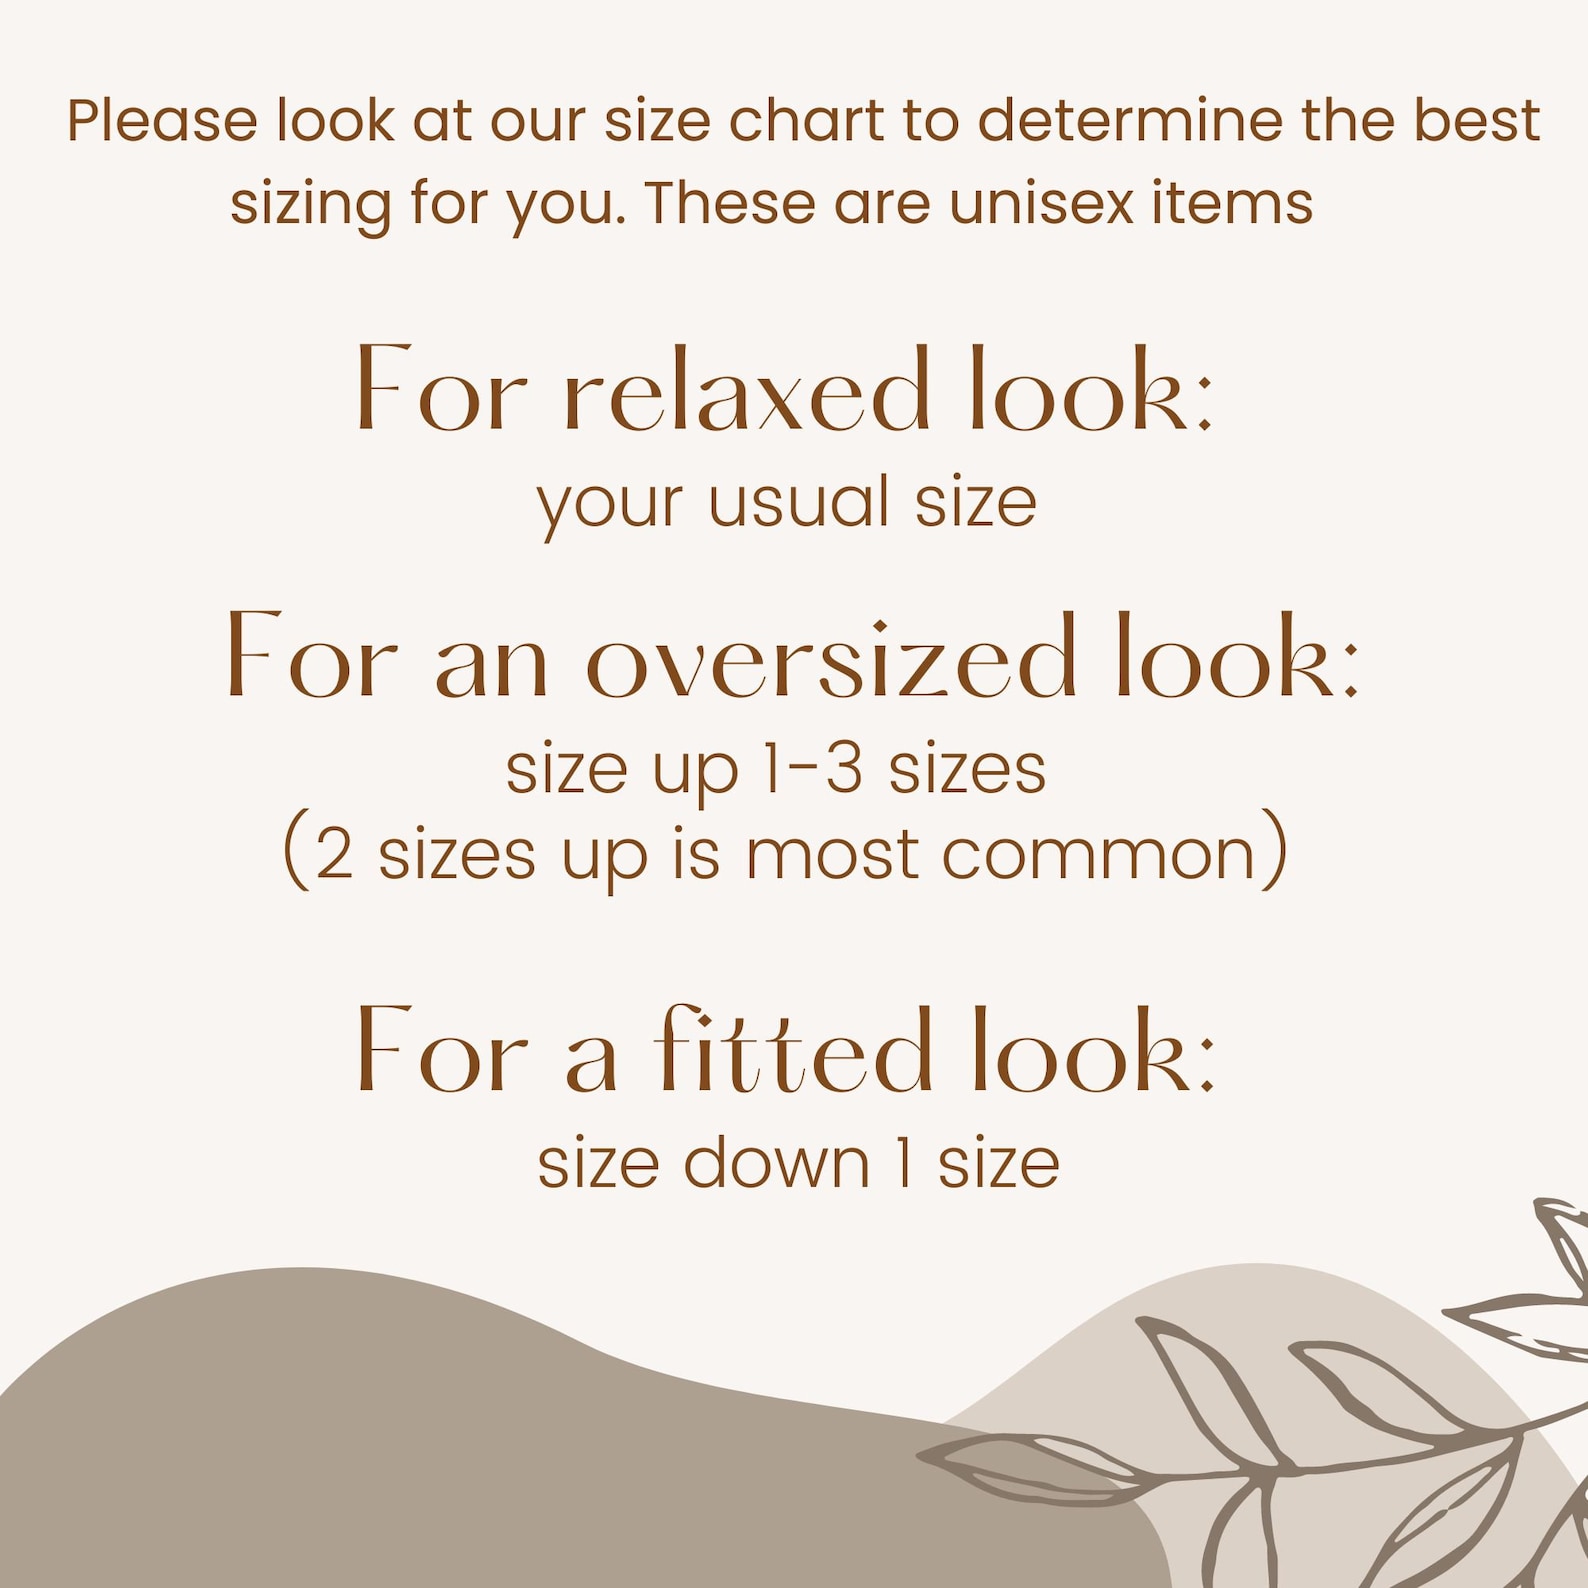 Please look at our size chart to determine the best
sizing for you. These are unisex items
For relaxed look:
your usual size
For an oversized look:
size up 1-3 sizes
(2 sizes up is most common)
For a fitted look:
size down 1 size